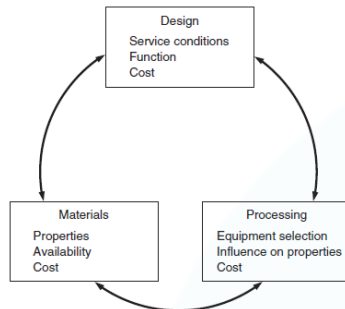 Design
Service conditions
Function
Cost
Materials
Properties
Availability
Cost
Processing
Equipment selection
Influence on properties
Cost